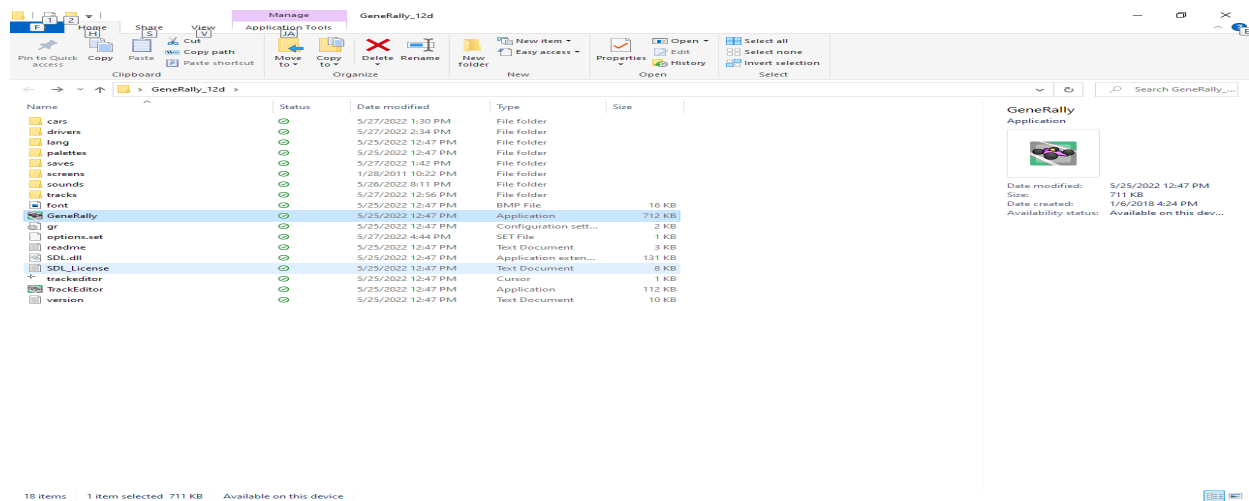 1 2 Manage GeneRally_12d
F Home Share View Application Tools
H S V JA
Pin to Quick access Copy Paste Cut Copy path Paste shortcut
Move to Copy to Delete Rename New folder New item Easy access
Properties Open Edit History Select all Select none Invert selection
Clipboard Organize New Open Select
GeneRally_12d Search GeneRally_...
Name Status Date modified Type Size
cars 5/27/2022 1:30 PM File folder
drivers 5/27/2022 2:34 PM File folder
lang 5/25/2022 12:47 PM File folder
palettes 5/25/2022 12:47 PM File folder
saves 5/27/2022 1:42 PM File folder
screens 1/28/2011 10:22 PM File folder
sounds 5/26/2022 8:11 PM File folder
tracks 5/27/2022 12:56 PM File folder
font 5/25/2022 12:47 PM BMP File 16 KB
GeneRally 5/25/2022 12:47 PM Application 712 KB
gr 5/25/2022 12:47 PM Configuration sett... 2 KB
options.set 5/27/2022 4:44 PM SET File 1 KB
readme 5/25/2022 12:47 PM Text Document 3 KB
SDL.dll 5/25/2022 12:47 PM Application exten... 131 KB
SDL_License 5/25/2022 12:47 PM Text Document 8 KB
trackeditor 5/25/2022 12:47 PM Cursor 1 KB
TrackEditor 5/25/2022 12:47 PM Application 112 KB
version 5/25/2022 12:47 PM Text Document 10 KB
GeneRally
Application
Date modified: 5/25/2022 12:47 PM
Size: 711 KB
Date created: 1/6/2018 4:24 PM
Availability status: Available on this dev...
18 items 1 item selected 711 KB Available on this device